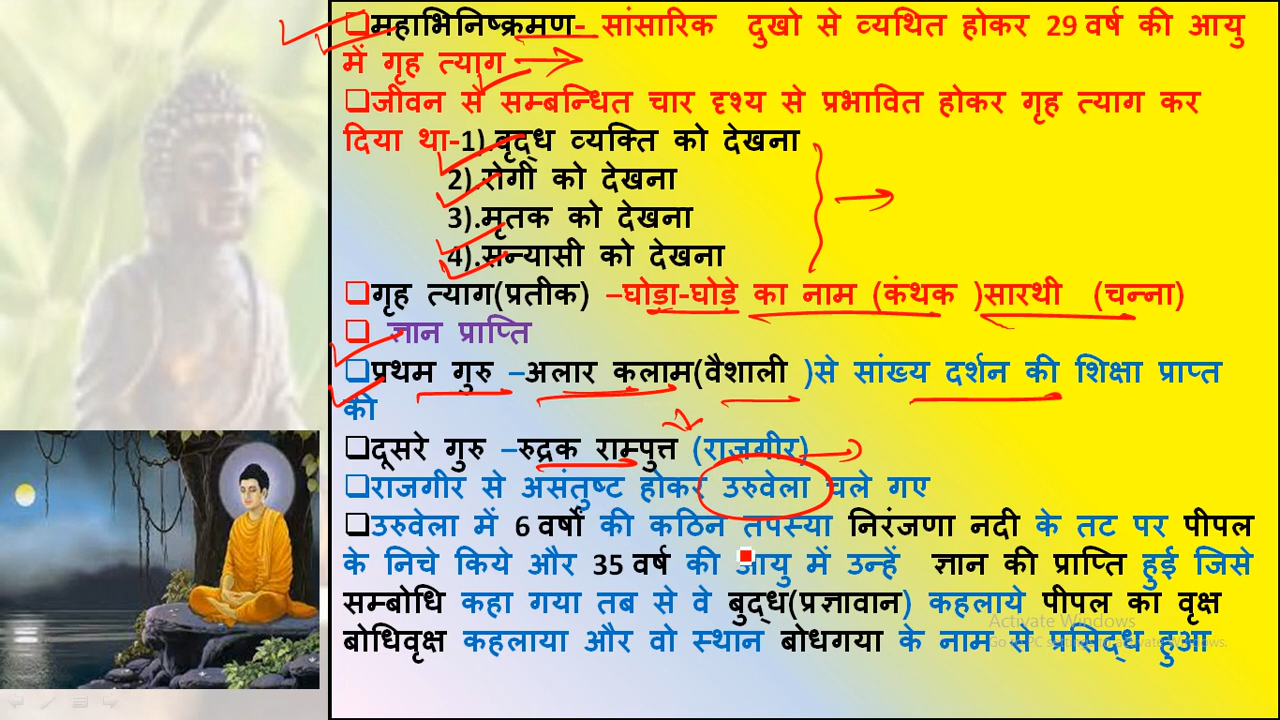 ❑महाभिनिष्क्रमण- सांसारिक दुखो से व्यथित होकर 29 वर्ष की आयु
में गृह त्याग
❑जीवन से सम्बन्धित चार दृश्य से प्रभावित होकर गृह त्याग कर
दिया था-1).वृद्ध व्यक्ति को देखना
2).रोगी को देखना
3).मृतक को देखना
4).सन्यासी को देखना
❑गृह त्याग(प्रतीक) –घोड़ा-घोड़े का नाम (कंथक )सारथी (चन्ना)
❑ ज्ञान प्राप्ति
❑प्रथम गुरु –अलार कलाम(वैशाली )से सांख्य दर्शन की शिक्षा प्राप्त
की
❑दूसरे गुरु –रुद्रक राम्पुत्त (राजगीर)
❑राजगीर से असंतुष्ट होकर उरुवेला चले गए
❑उरुवेला में 6 वर्षो की कठिन तपस्या निरंजणा नदी के तट पर पीपल
के निचे किये और 35 वर्ष की आयु में उन्हें ज्ञान की प्राप्ति हुई जिसे
सम्बोधि कहा गया तब से वे बुद्ध(प्रज्ञावान) कहलाये पीपल का वृक्ष
बोधिवृक्ष कहलाया और वो स्थान बोधगया के नाम से प्रसिद्ध हुआ
Activate Windows